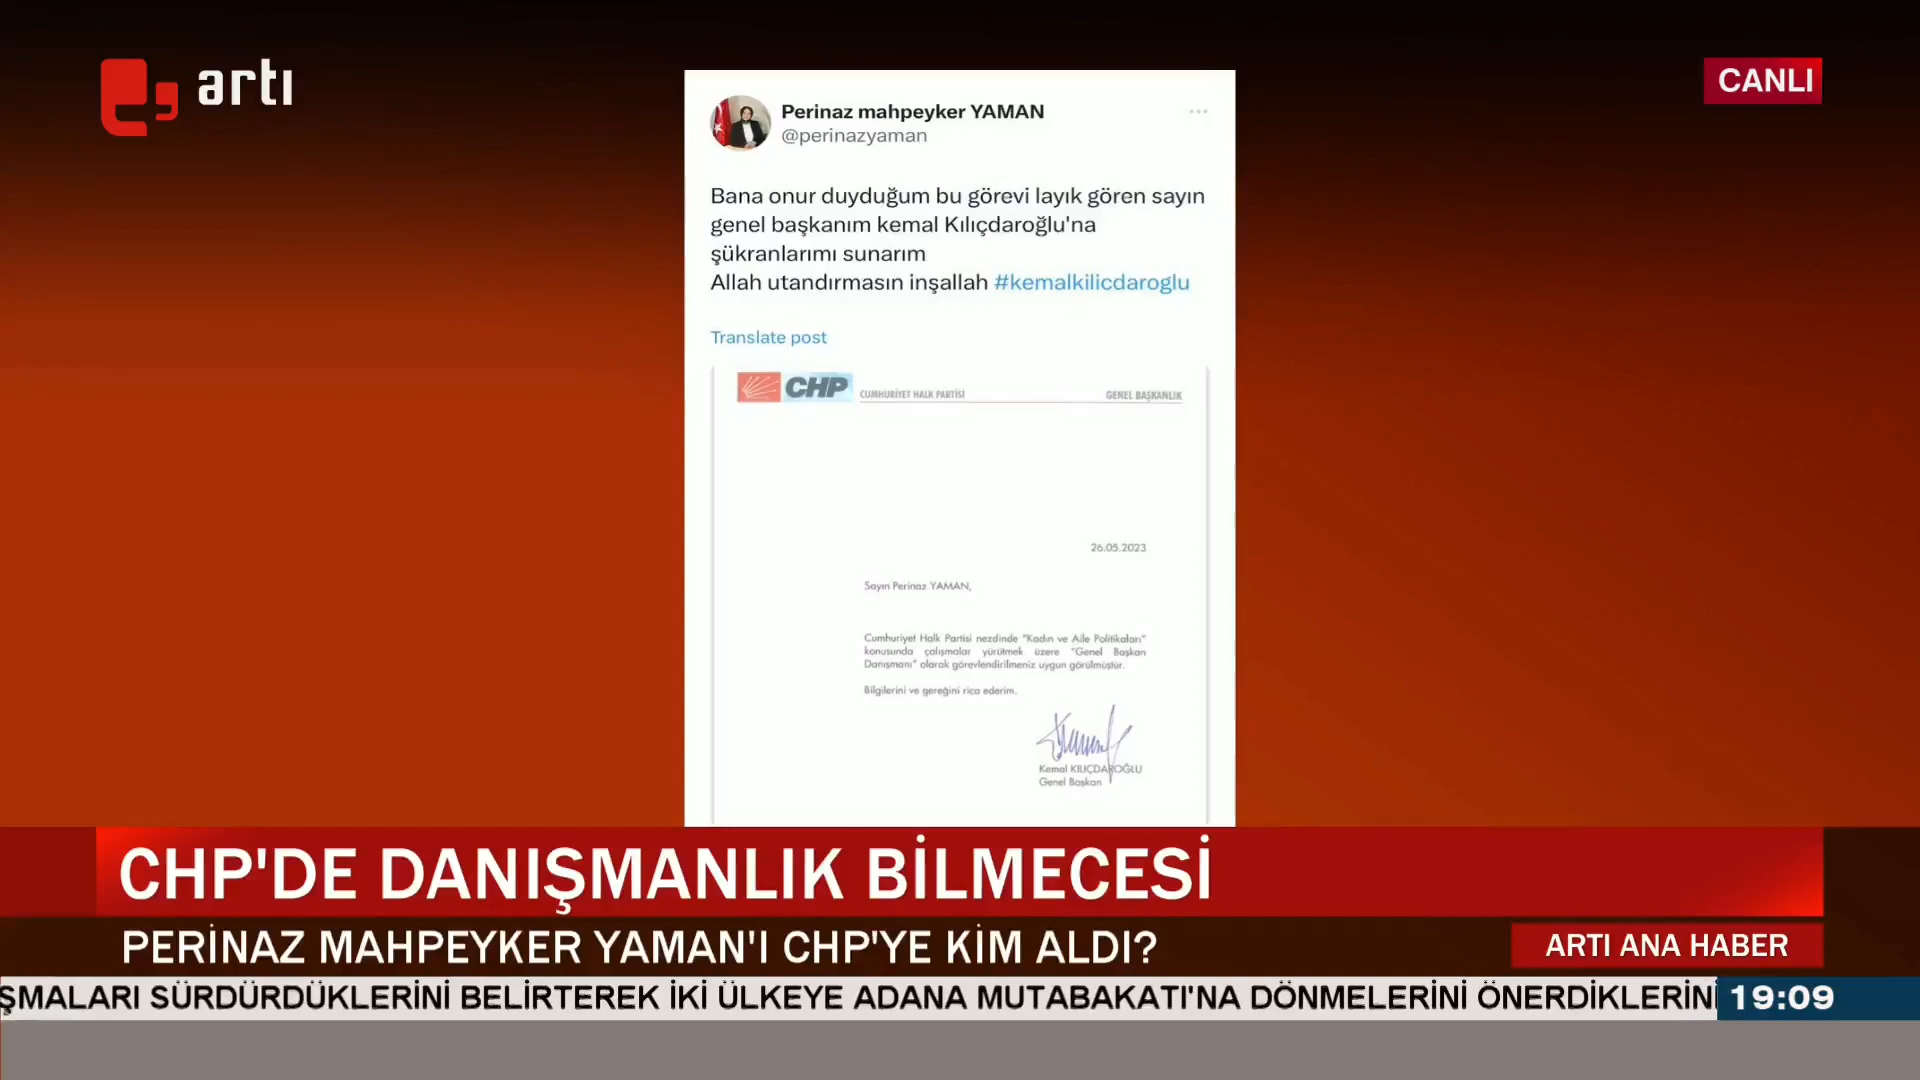 artı
CANLI
Perinaz mahpeyker YAMAN
@perinazyaman
Bana onur duyduğum bu görevi layık gören sayın
genel başkanım kemal Kılıçdaroğlu'na
şükranlarımı sunarım
Allah utandırmasın inşallah #kemalkilicdaroglu
Translate post
CHP CUMHURİYET HALK PARTİSİ GENEL BAŞKANLIK
26.05.2023
Sayın Perinaz YAMAN,
Cumhuriyet Halk Partisi nezdinde "Kadın ve Aile Politikaları"
konusunda çalışmalar yürütmek üzere "Genel Başkan
Danışmanı" olarak görevlendirilmeniz uygun görülmüştür.
Bilgilerini ve gereğini rica ederim.
Kemal KILIÇDAROĞLU
Genel Başkan
CHP'DE DANIŞMANLIK BİLMECESİ
PERİNAZ MAHPEYKER YAMAN'I CHP'YE KİM ALDI?
ARTI ANA HABER
ŞMALARI SÜRDÜRDÜKLERİNİ BELİRTEREK İKİ ÜLKEYE ADANA MUTABAKATI'NA DÖNMELERİNİ ÖNERDİKLERİNİ
19:09